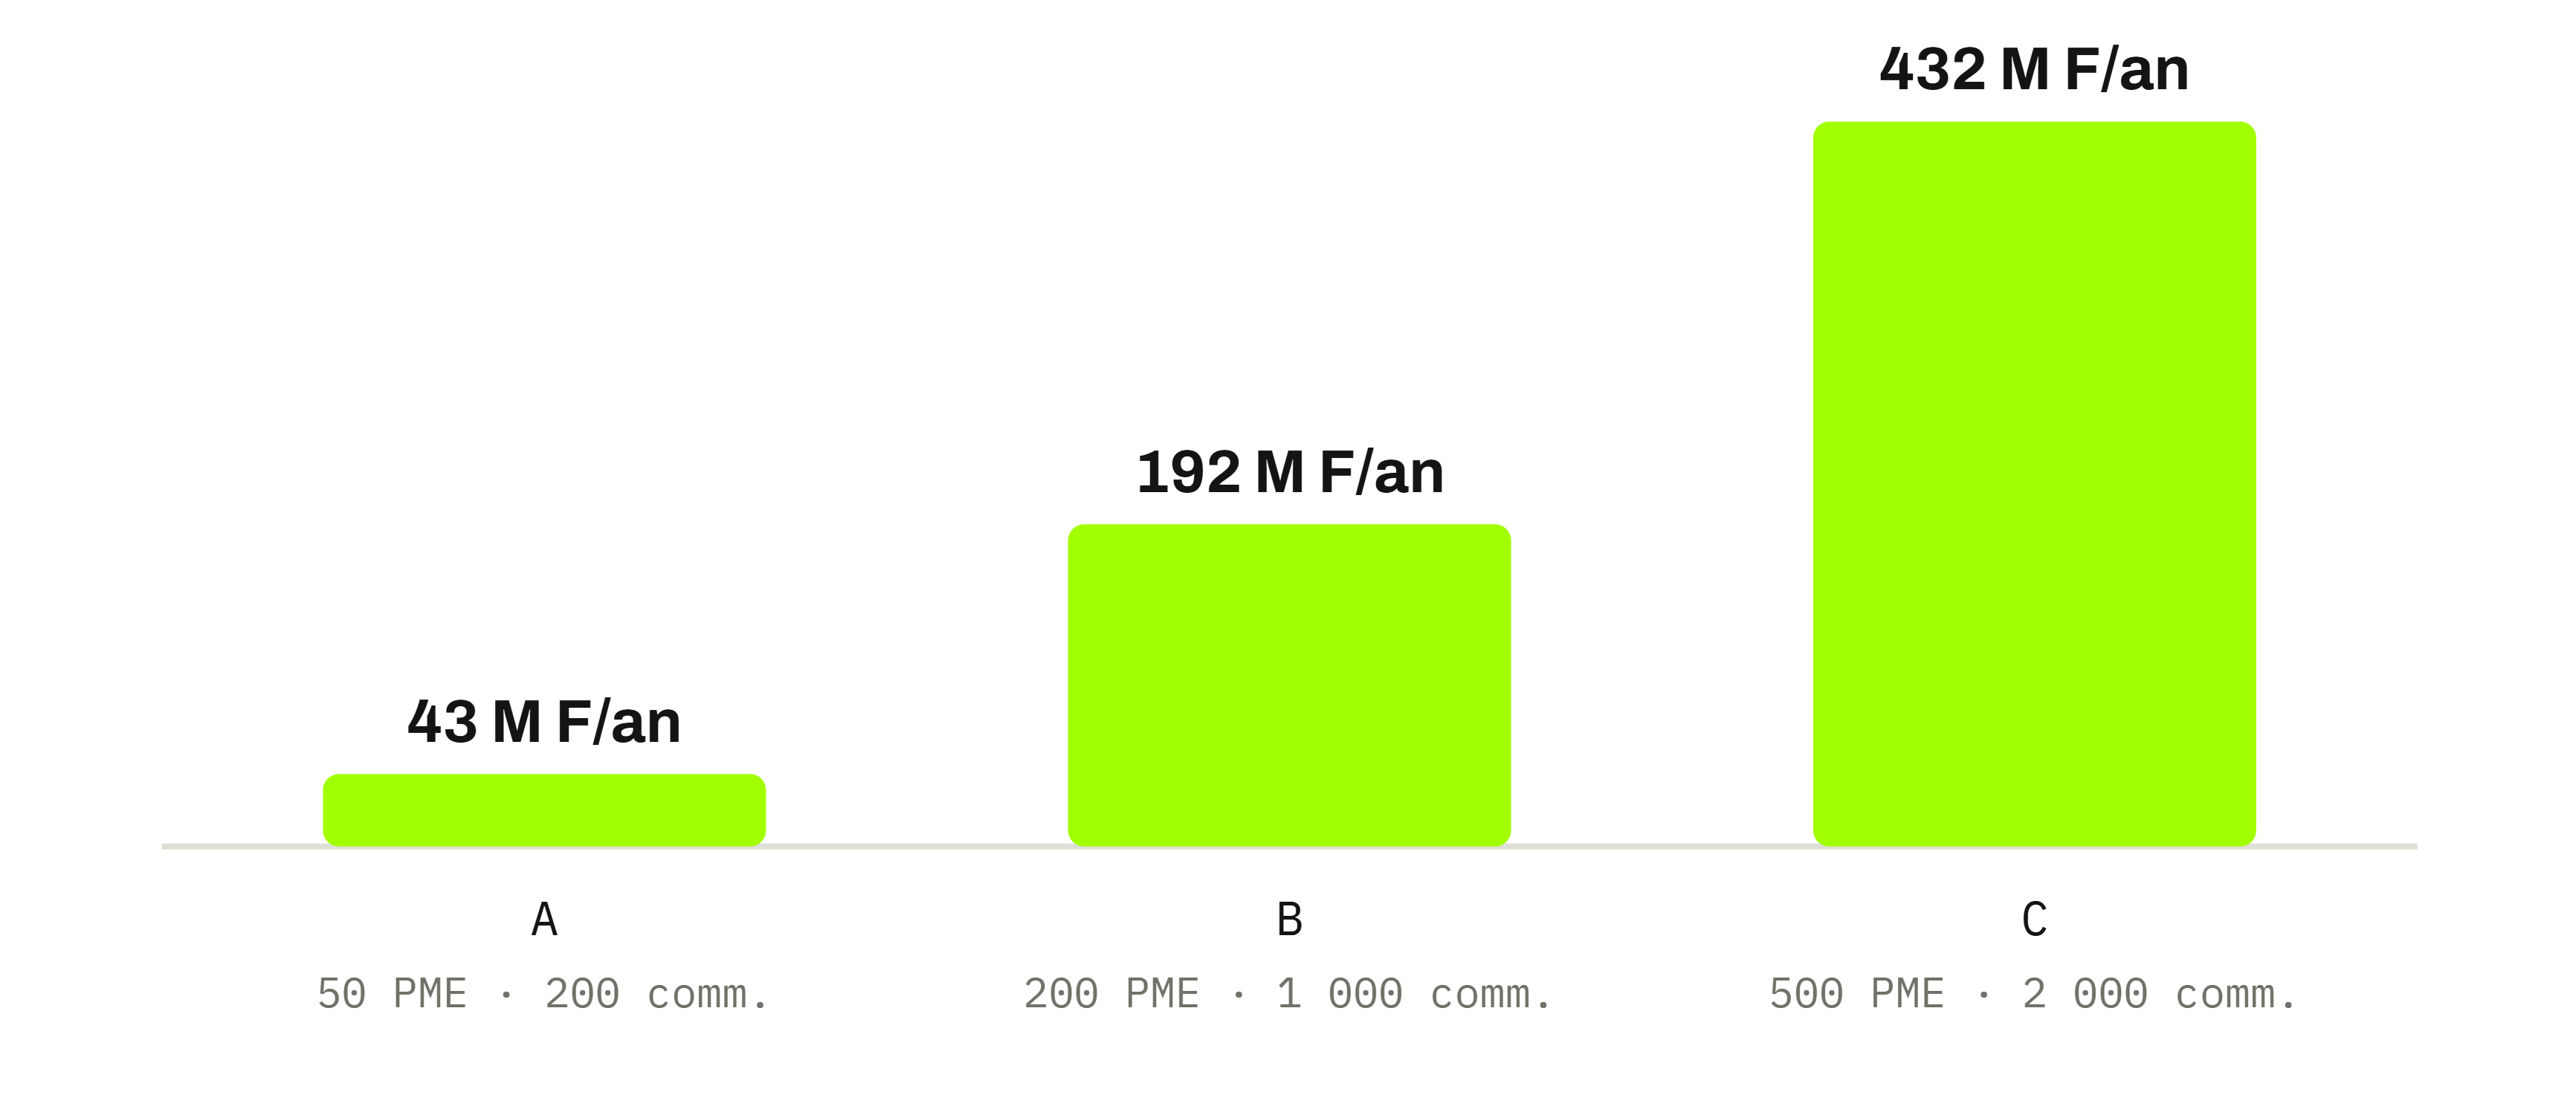 432 M F/an
192 M F/an
43 M F/an
A B C
50 PME · 200 comm. 200 PME · 1 000 comm. 500 PME · 2 000 comm.